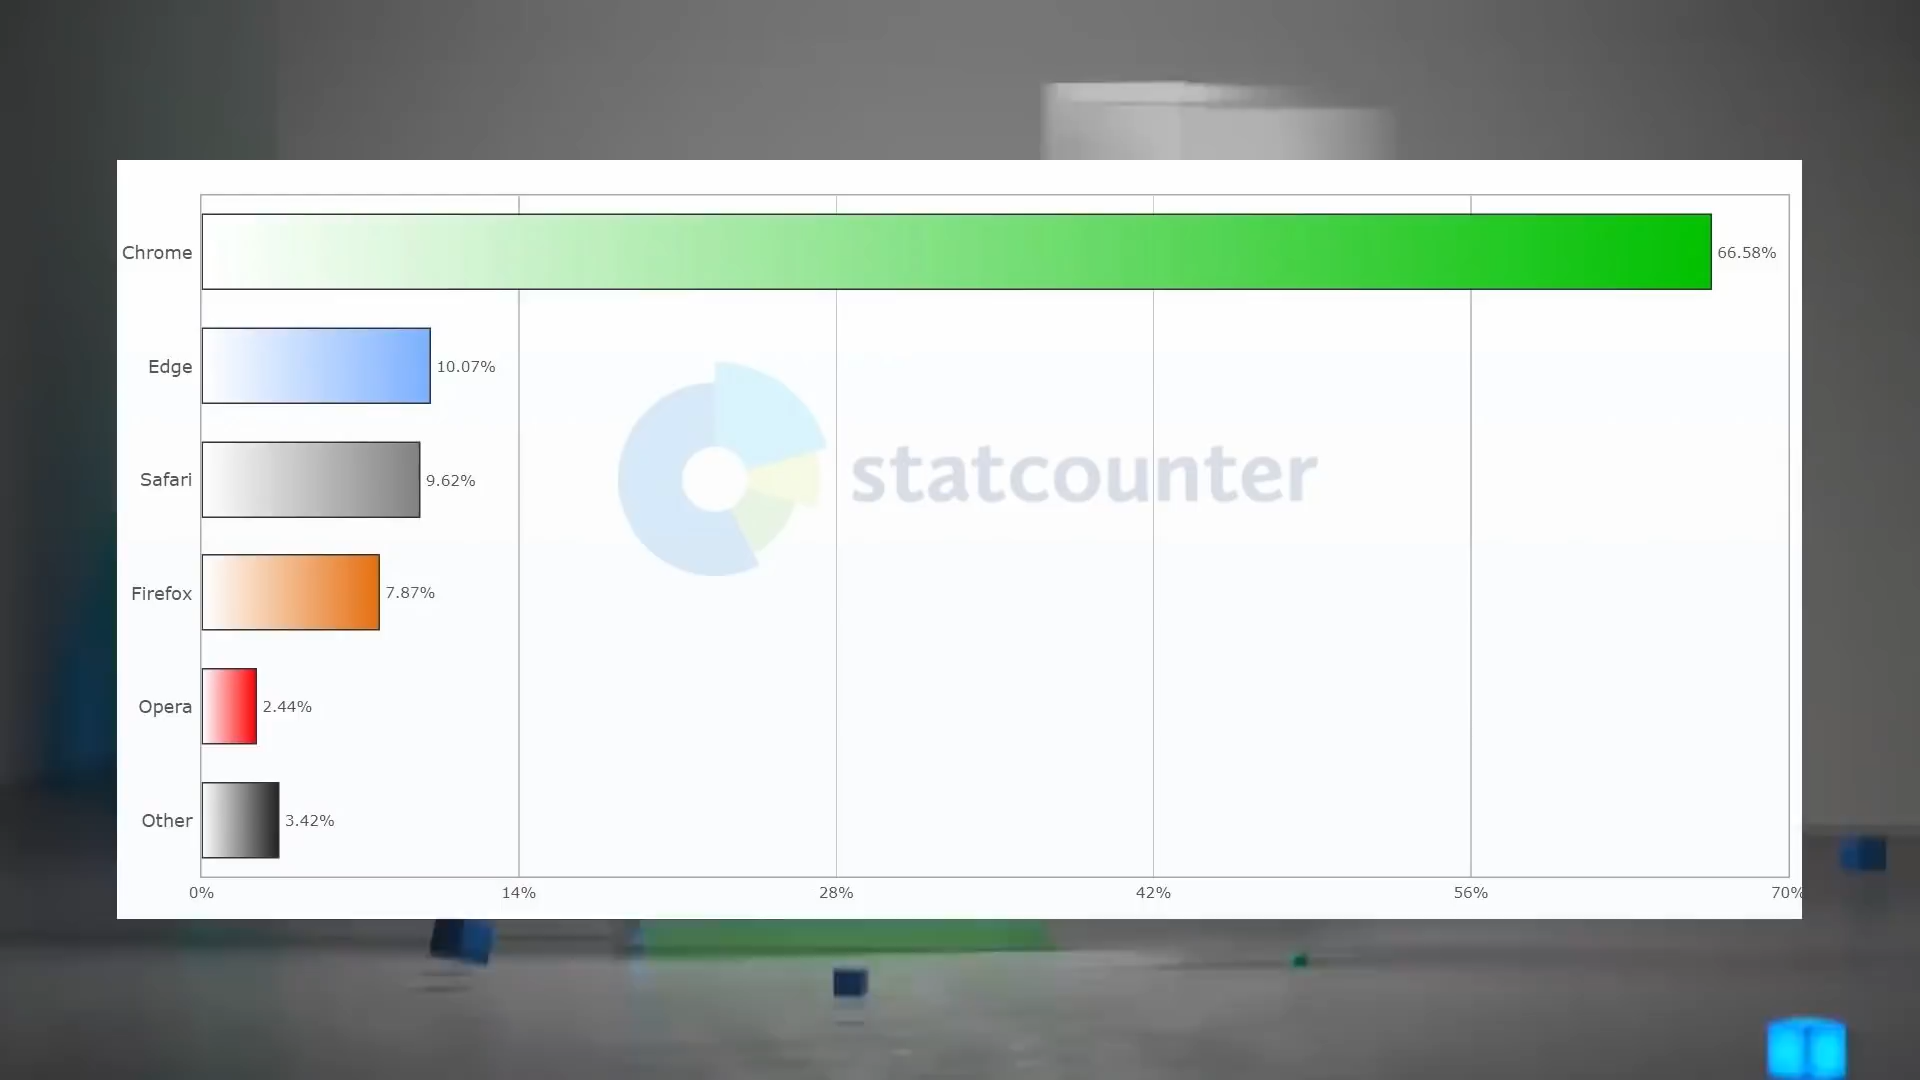 Chrome 66.58%
Edge 10.07%
Safari 9.62%
statcounter
Firefox 7.87%
Opera 2.44%
Other 3.42%
0% 14% 28% 42% 56% 70%